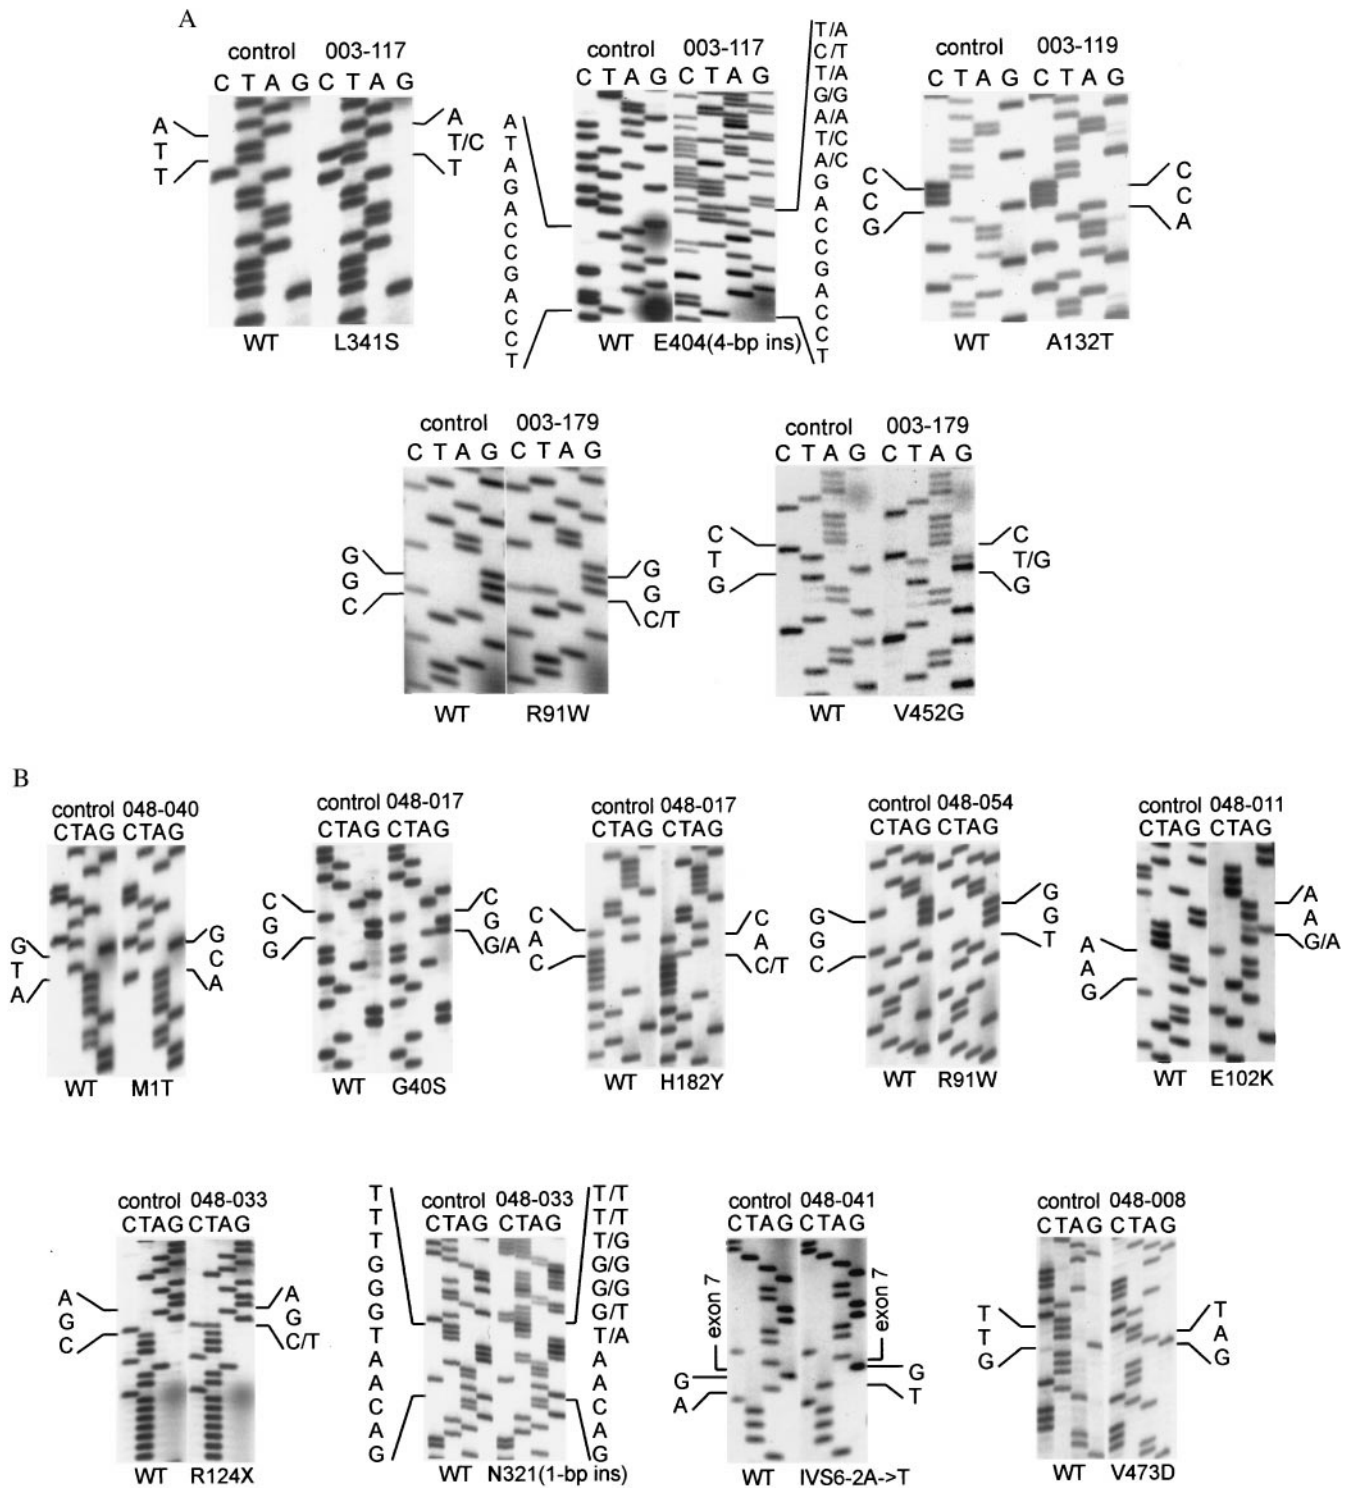 A
control 003-117
C T A G C T A G
A
T
T
A
T/C
T
WT L341S
control 003-117
C T A G C T A G
A
T
A
G
A
C
C
G
A
C
C
T
T/A
C/T
T/A
G/G
A/A
T/C
A/C
G
A
C
C
G
A
C
C
T
WT E404(4-bp ins)
control 003-119
C T A G C T A G
C
C
G
C
C
A
WT A132T
control 003-179
C T A G C T A G
G
G
C
G
G
C/T
WT R91W
control 003-179
C T A G C T A G
C
T
G
C
T/G
G
WT V452G
B
control 048-040
CTAG CTAG
G
T
A
G
C
A
WT M1T
control 048-017
CTAG CTAG
C
G
G
C
G
G/A
WT G40S
control 048-017
CTAG CTAG
C
A
C
C
A
C/T
WT H182Y
control 048-054
CTAG CTAG
G
G
C
G
G
T
WT R91W
control 048-011
CTAG CTAG
A
A
G
A
A
G/A
WT E102K
control 048-033
CTAG CTAG
A
G
C
A
G
C/T
WT R124X
control 048-033
CTAG CTAG
T
T
T
G
G
G
T
A
A
C
A
G
T/T
T/T
T/G
G/G
G/G
G/T
T/A
A
A
C
A
G
WT N321(1-bp ins)
control 048-041
CTAG CTAG
exon 7
G
A
exon 7
G
T
WT IVS6-2A->T
control 048-008
CTAG CTAG
T
T
G
T
A
G
WT V473D